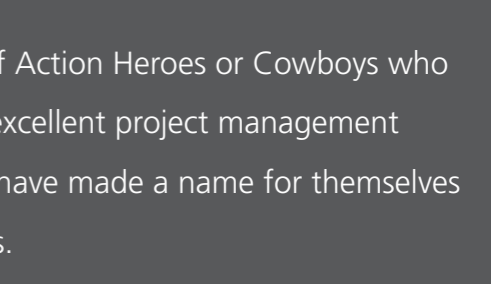 f Action Heroes or Cowboys who
excellent project management
have made a name for themselves
s.